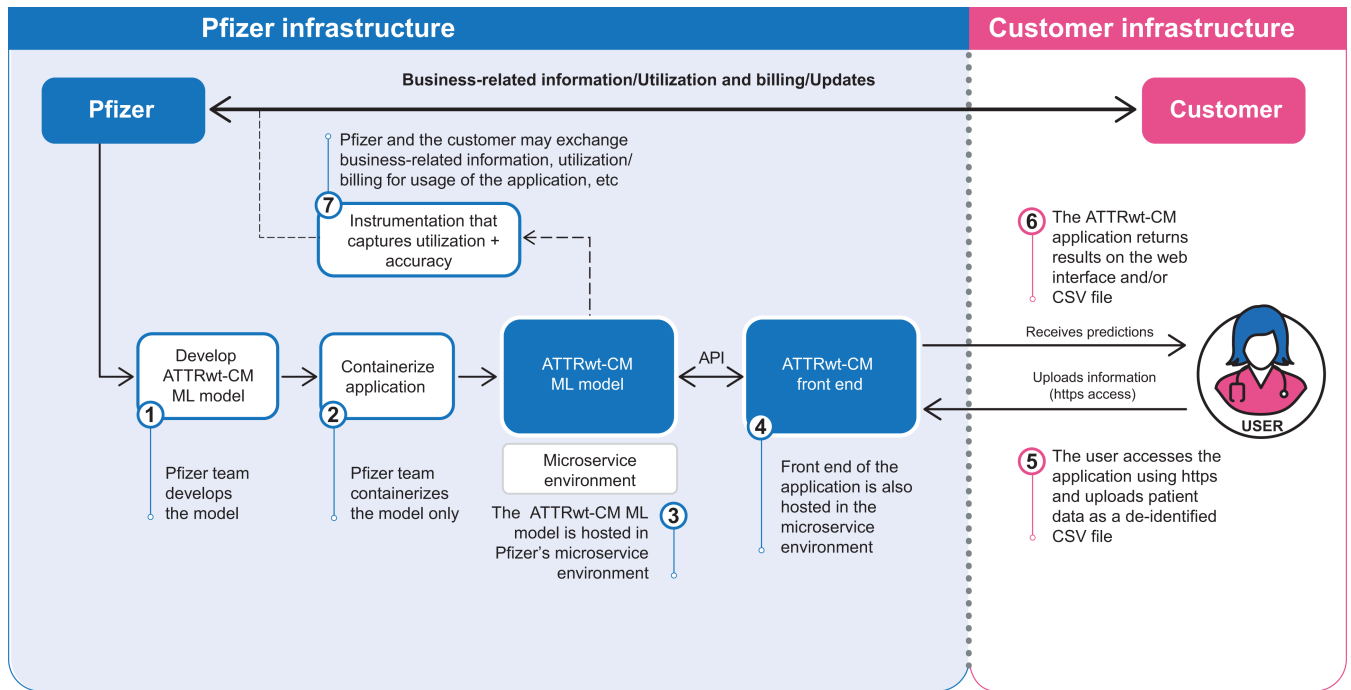 Pfizer infrastructure
Customer infrastructure
Business-related information/Utilization and billing/Updates
Pfizer
Customer
Pfizer and the customer may exchange
business-related information, utilization/
billing for usage of the application, etc
7
Instrumentation that
captures utilization +
accuracy
6
The ATTRwt-CM
application returns
results on the web
interface and/or
CSV file
Develop
ATTRwt-CM
ML model
1
Pfizer team
develops
the model
Containerize
application
2
Pfizer team
containerizes
the model only
ATTRwt-CM
ML model
Microservice
environment
The ATTRwt-CM ML
model is hosted in
Pfizer's microservice
environment
3
API
ATTRwt-CM
front end
4
Front end of the
application is also
hosted in the
microservice
environment
Receives predictions
Uploads information
(https access)
USER
5
The user accesses the
application using https
and uploads patient
data as a de-identified
CSV file